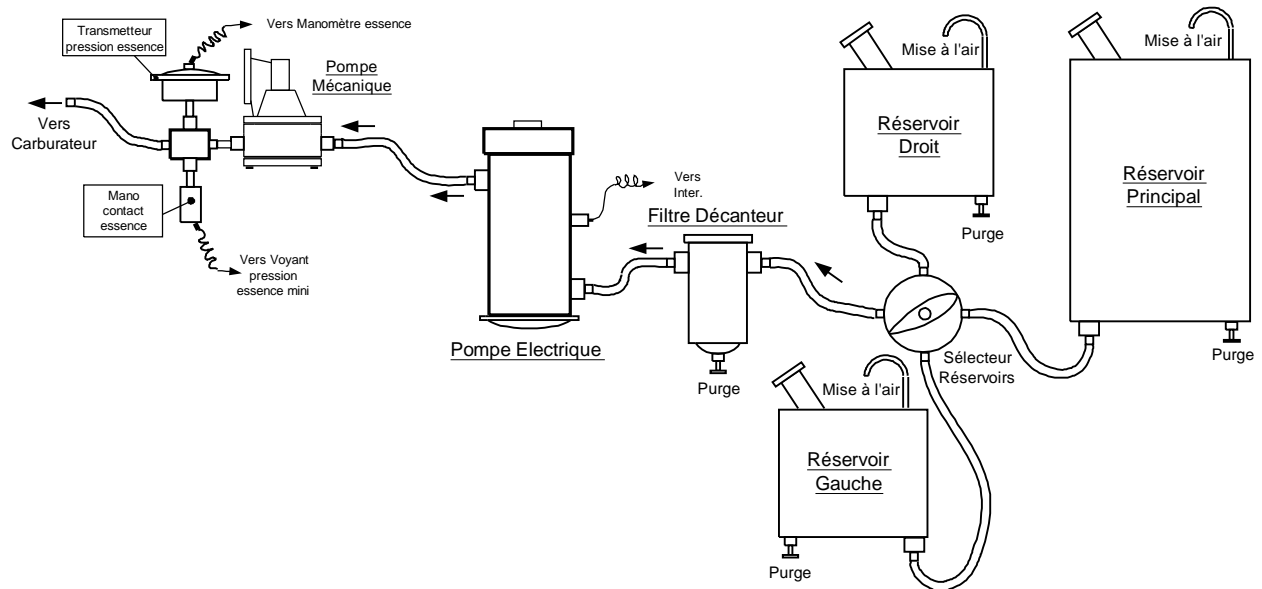 Transmetteur
pression essence
Vers Manomètre essence
Pompe
Mécanique
Vers
Carburateur
Mano
contact
essence
Vers Voyant
pression
essence mini
Vers
Inter.
Pompe Electrique
Filtre Décanteur
Purge
Mise à l'air
Réservoir
Droit
Purge
Mise à l'air
Réservoir
Principal
Purge
Sélecteur
Réservoirs
Mise à l'air
Réservoir
Gauche
Purge